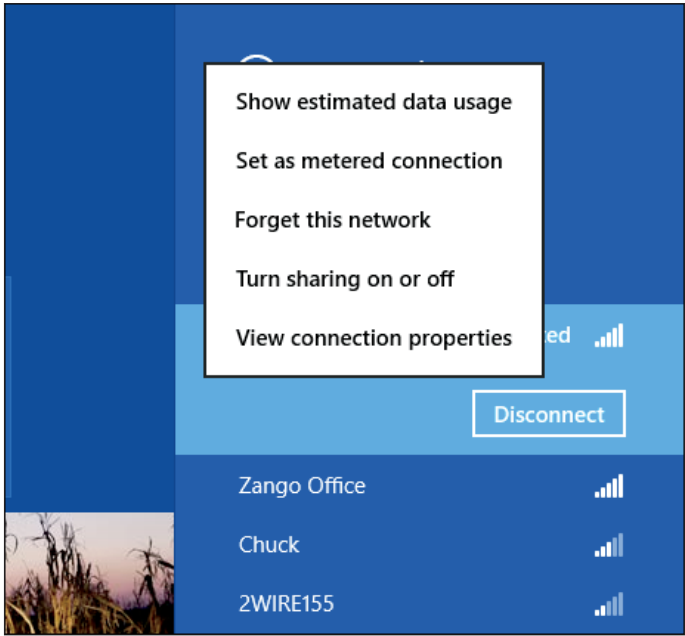 Show estimated data usage
Set as metered connection
Forget this network
Turn sharing on or off
View connection properties
Disconnect
Zango Office
Chuck
2WIRE155